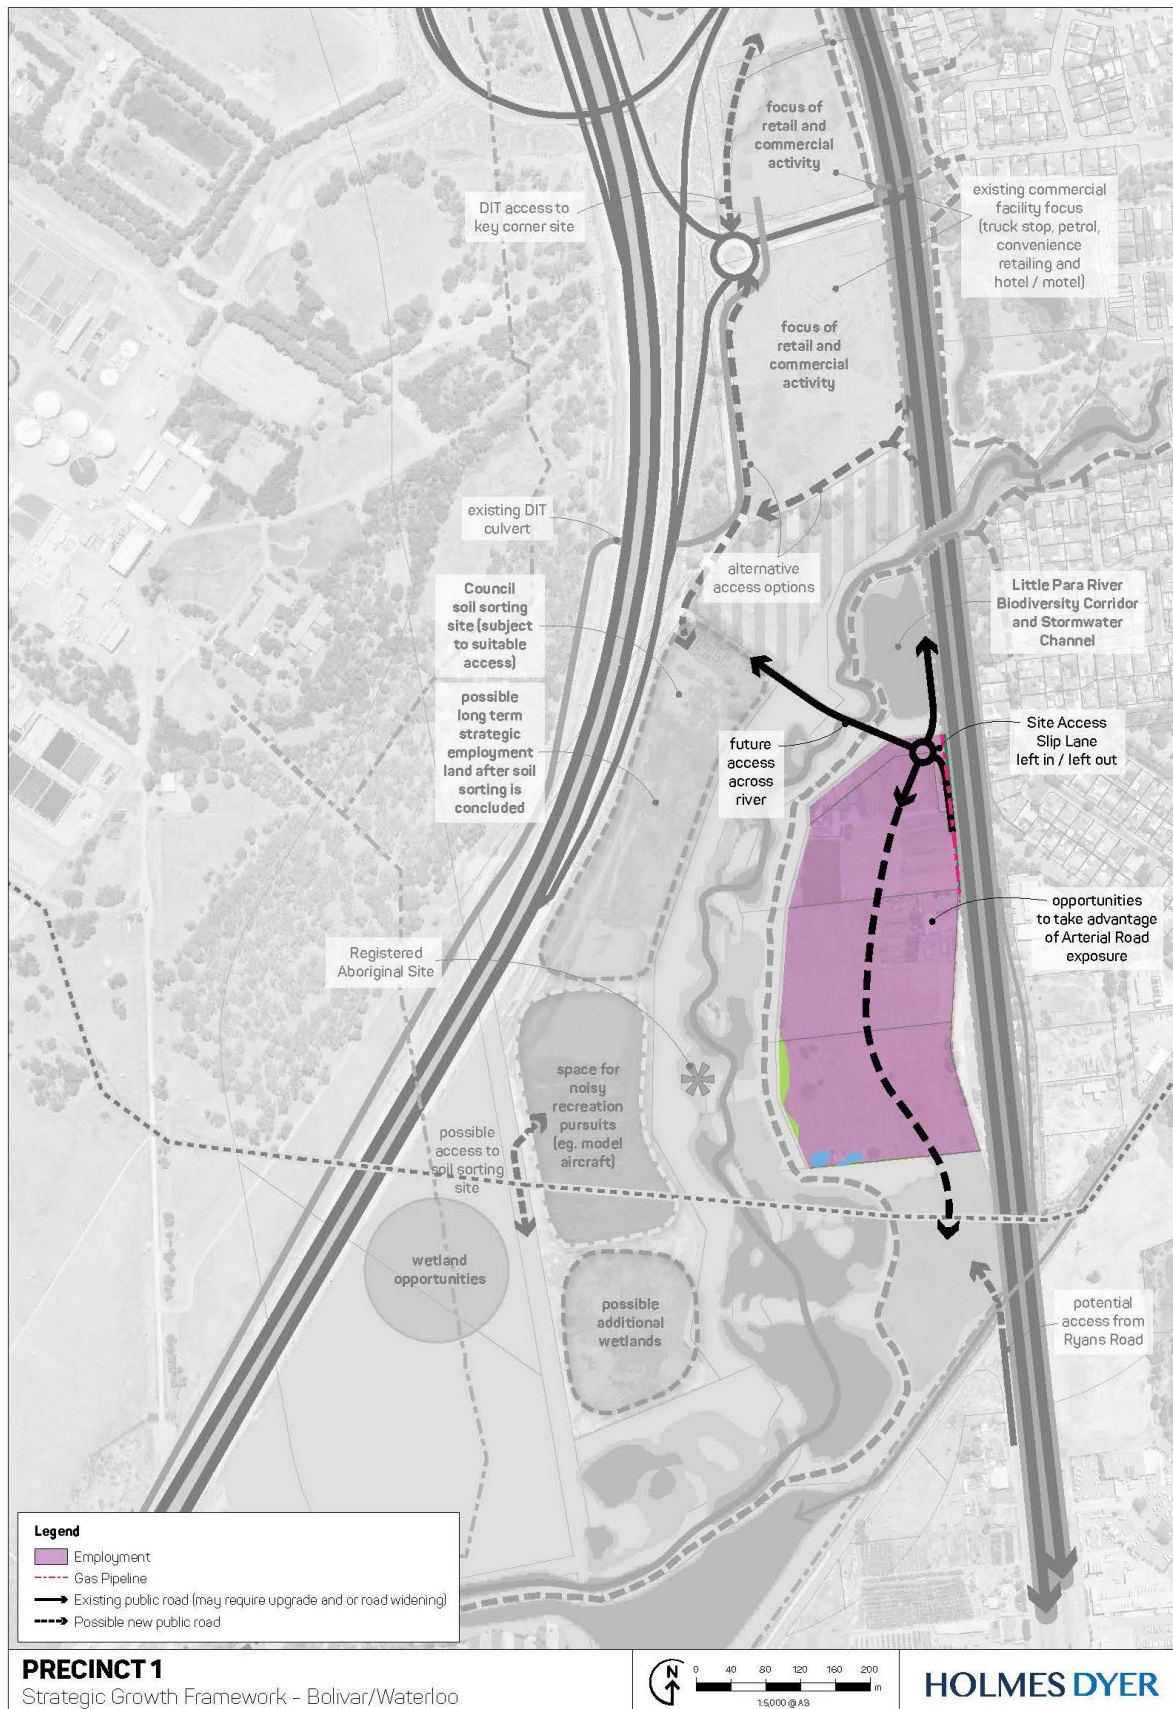 focus of
retail and
commercial
activity
DIT access to
key corner site
existing commercial
facility focus
(truck stop, petrol,
convenience
retailing and
hotel / motel)
focus of
retail and
commercial
activity
existing DIT
culvert
alternative
access options
Council
soil sorting
site (subject
to suitable
access)
Little Para River
Biodiversity Corridor
and Stormwater
Channel
possible
long term
strategic
employment
land after soil
sorting is
concluded
future
access
across
river
Site Access
Slip Lane
left in / left out
opportunities
to take advantage
of Arterial Road
exposure
Registered
Aboriginal Site
space for
noisy
recreation
pursuits
(eg. model
aircraft)
possible
access to
soil sorting
site
wetland
opportunities
possible
additional
wetlands
potential
access from
Ryans Road
Legend
Employment
Gas Pipeline
Existing public road (may require upgrade and or road widening)
Possible new public road
PRECINCT 1
Strategic Growth Framework - Bolivar/Waterloo
N
0 40 80 120 160 200
m
1:5,000 @ A3
HOLMES DYER